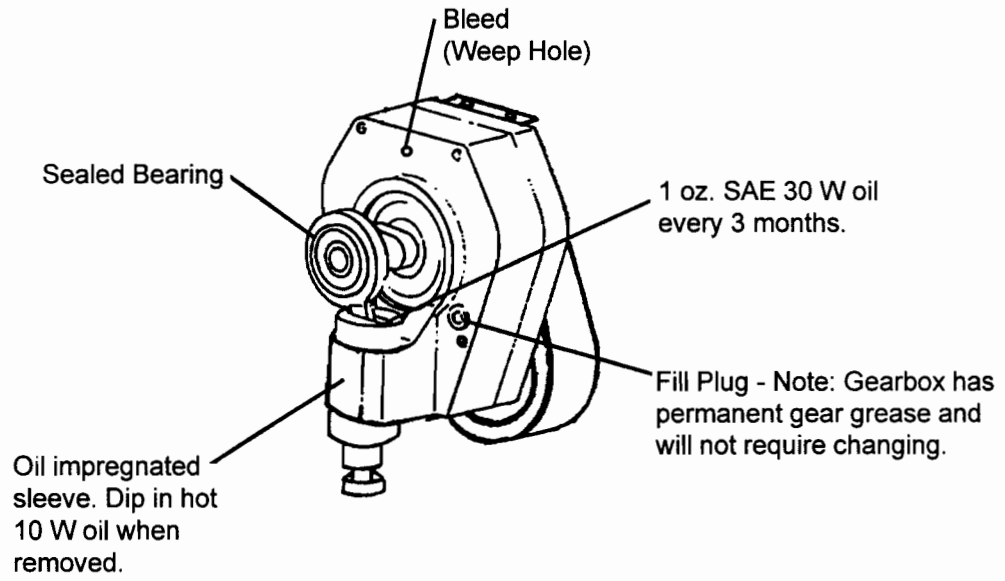 Bleed
(Weep Hole)
Sealed Bearing
1 oz. SAE 30 W oil
every 3 months.
Fill Plug - Note: Gearbox has
permanent gear grease and
will not require changing.
Oil impregnated
sleeve. Dip in hot
10 W oil when
removed.